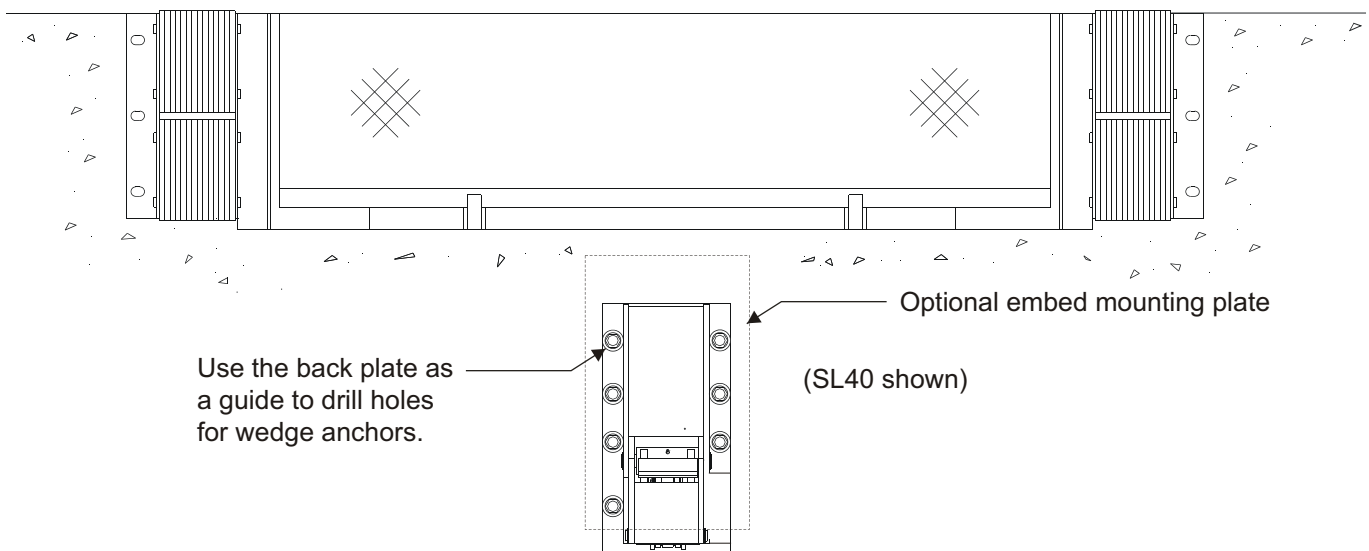 Optional embed mounting plate
Use the back plate as
a guide to drill holes
for wedge anchors.
(SL40 shown)